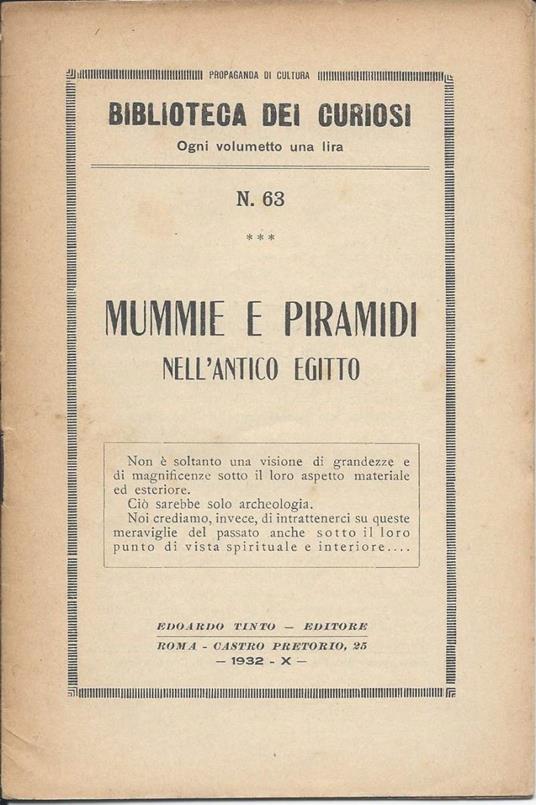 PROPAGANDA DI CULTURA
BIBLIOTECA DEI CURIOSI
Ogni volumetto una lira
N. 63
***
MUMMIE E PIRAMIDI
NELL'ANTICO EGITTO
Non è soltanto una visione di grandezze e
di magnificenze sotto il loro aspetto materiale
ed esteriore.
Ciò sarebbe solo archeologia.
Noi crediamo, invece, di intrattenerci su queste
meraviglie del passato anche sotto il loro
punto di vista spirituale e interiore....
EDOARDO TINTO — EDITORE
ROMA - CASTRO PRETORIO, 25
— 1932 - X —